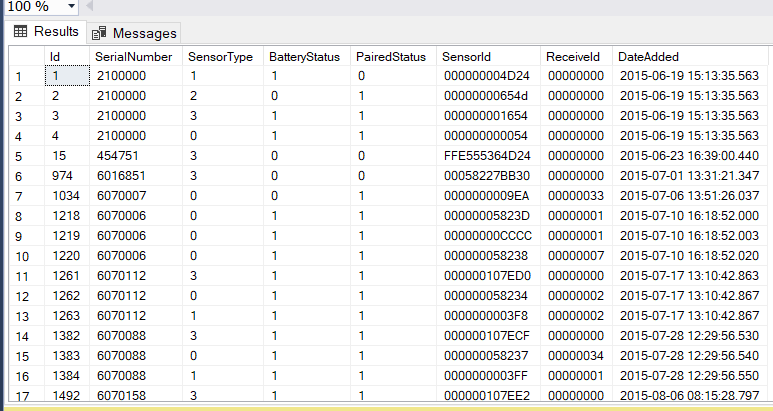 100 %
Results Messages
Id SerialNumber SensorType BatteryStatus PairedStatus SensorId ReceiveId DateAdded
1 1 2100000 1 1 0 000000004D24 00000000 2015-06-19 15:13:35.563
2 2 2100000 2 0 1 00000000654d 00000000 2015-06-19 15:13:35.563
3 3 2100000 3 1 1 000000001654 00000000 2015-06-19 15:13:35.563
4 4 2100000 0 1 1 00000000054 00000000 2015-06-19 15:13:35.563
5 15 454751 3 0 0 FFE555364D24 00000000 2015-06-23 16:39:00.440
6 974 6016851 3 0 0 00058227BB30 00000000 2015-07-01 13:31:21.347
7 1034 6070007 0 0 1 0000000009EA 00000033 2015-07-06 13:51:26.037
8 1218 6070006 0 1 1 00000005823D 00000001 2015-07-10 16:18:52.000
9 1219 6070006 0 1 1 00000000CCCC 00000001 2015-07-10 16:18:52.003
10 1220 6070006 0 1 1 000000058238 00000007 2015-07-10 16:18:52.020
11 1261 6070112 3 1 1 000000107ED0 00000000 2015-07-17 13:10:42.863
12 1262 6070112 0 1 1 000000058234 00000002 2015-07-17 13:10:42.867
13 1263 6070112 1 1 1 0000000003F8 00000002 2015-07-17 13:10:42.867
14 1382 6070088 3 1 1 000000107ECF 00000000 2015-07-28 12:29:56.530
15 1383 6070088 0 1 1 000000058237 00000034 2015-07-28 12:29:56.540
16 1384 6070088 1 1 1 0000000003FF 00000001 2015-07-28 12:29:56.550
17 1492 6070158 3 1 1 000000107EE2 00000000 2015-08-06 08:15:28.797